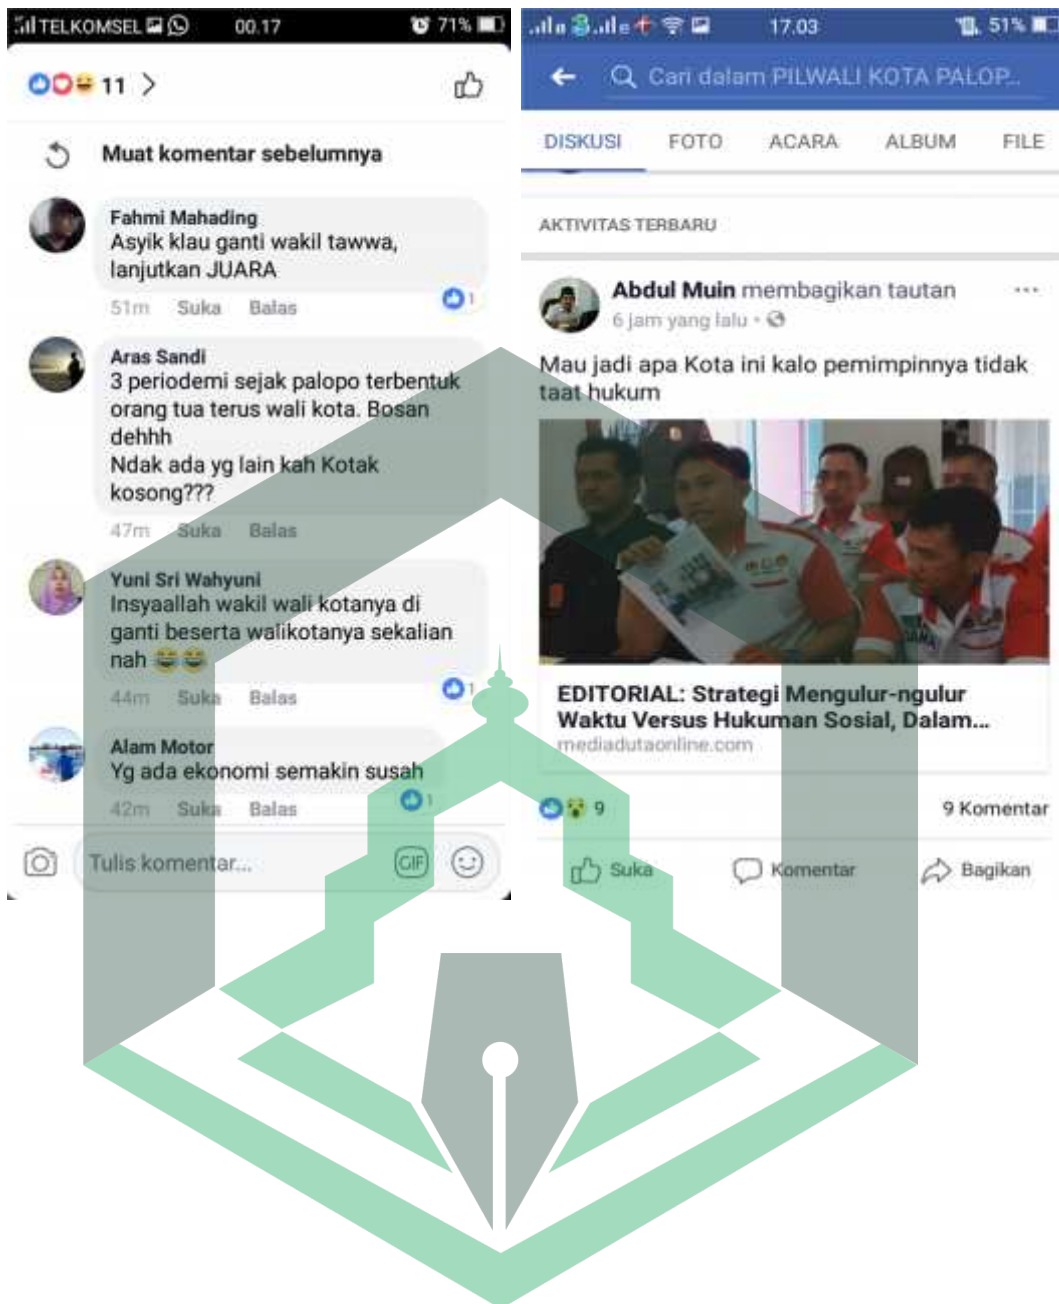 TELKOMSEL 00.17 71%
11
Muat komentar sebelumnya
Fahmi Mahading
Asyik klau ganti wakil tawwa,
lanjutkan JUARA
51m Suka Balas 1
Aras Sandi
3 periodemi sejak palopo terbentuk
orang tua terus wali kota. Bosan
dehhh
Ndak ada yg lain kah Kotak
kosong???
47m Suka Balas
Yuni Sri Wahyuni
Insyaallah wakil wali kotanya di
ganti beserta walikotanya sekalian
nah 😂😂
44m Suka Balas 1
Alam Motor
Yg ada ekonomi semakin susah
42m Suka Balas 1
Tulis komentar... GIF
17.03 51%
Cari dalam PILWALI KOTA PALOP...
DISKUSI FOTO ACARA ALBUM FILE
AKTIVITAS TERBARU
Abdul Muin membagikan tautan
6 jam yang lalu
Mau jadi apa Kota ini kalo pemimpinnya tidak
taat hukum
EDITORIAL: Strategi Mengulur-ngulur
Waktu Versus Hukuman Sosial, Dalam...
mediadutaonline.com
9 9 Komentar
Suka Komentar Bagikan